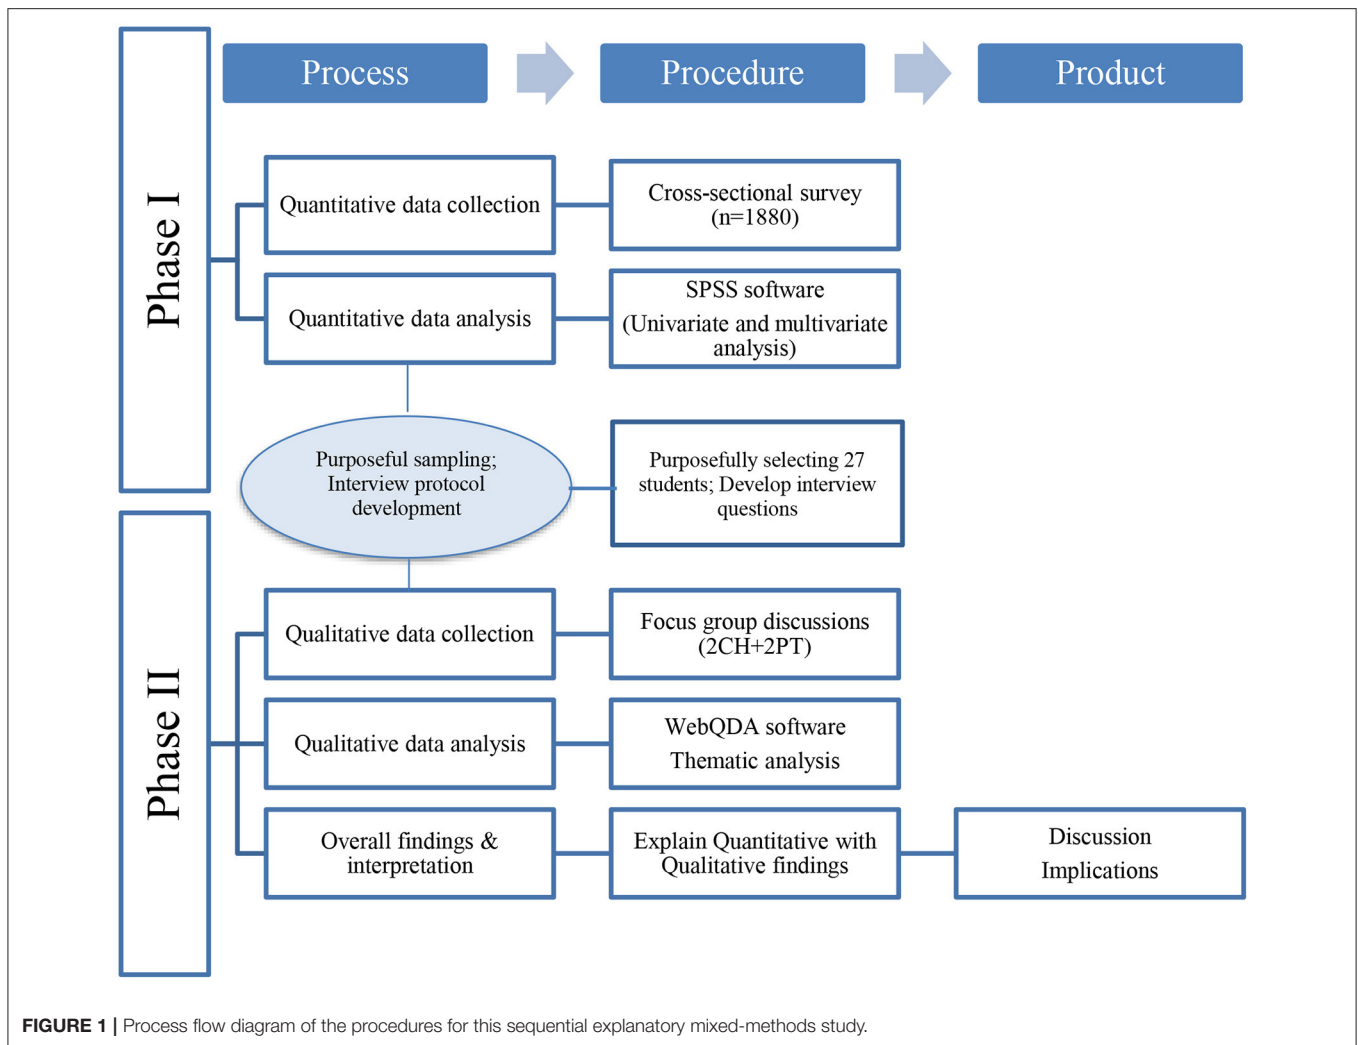 Process
Procedure
Product
Phase I
Quantitative data collection
Cross-sectional survey
(n=1880)
Quantitative data analysis
SPSS software
(Univariate and multivariate
analysis)
Purposeful sampling;
Interview protocol
development
Purposefully selecting 27
students; Develop interview
questions
Phase II
Qualitative data collection
Focus group discussions
(2CH+2PT)
Qualitative data analysis
WebQDA software
Thematic analysis
Overall findings &
interpretation
Explain Quantitative with
Qualitative findings
Discussion
Implications
FIGURE 1 | Process flow diagram of the procedures for this sequential explanatory mixed-methods study.